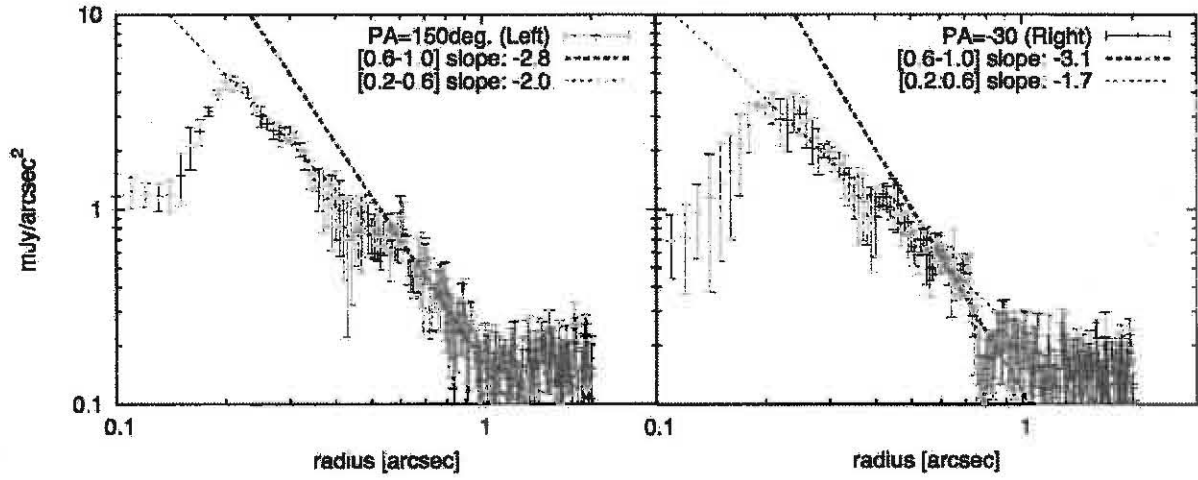 10
PA=150deg. (Left)
[0.6-1.0] slope: -2.8
[0.2-0.6] slope: -2.0
PA=-30 (Right)
[0.6-1.0] slope: -3.1
[0.2:0.6] slope: -1.7
mJy/arcsec2
1
0.1
0.1
1
0.1
1
radius [arcsec]
radius [arcsec]